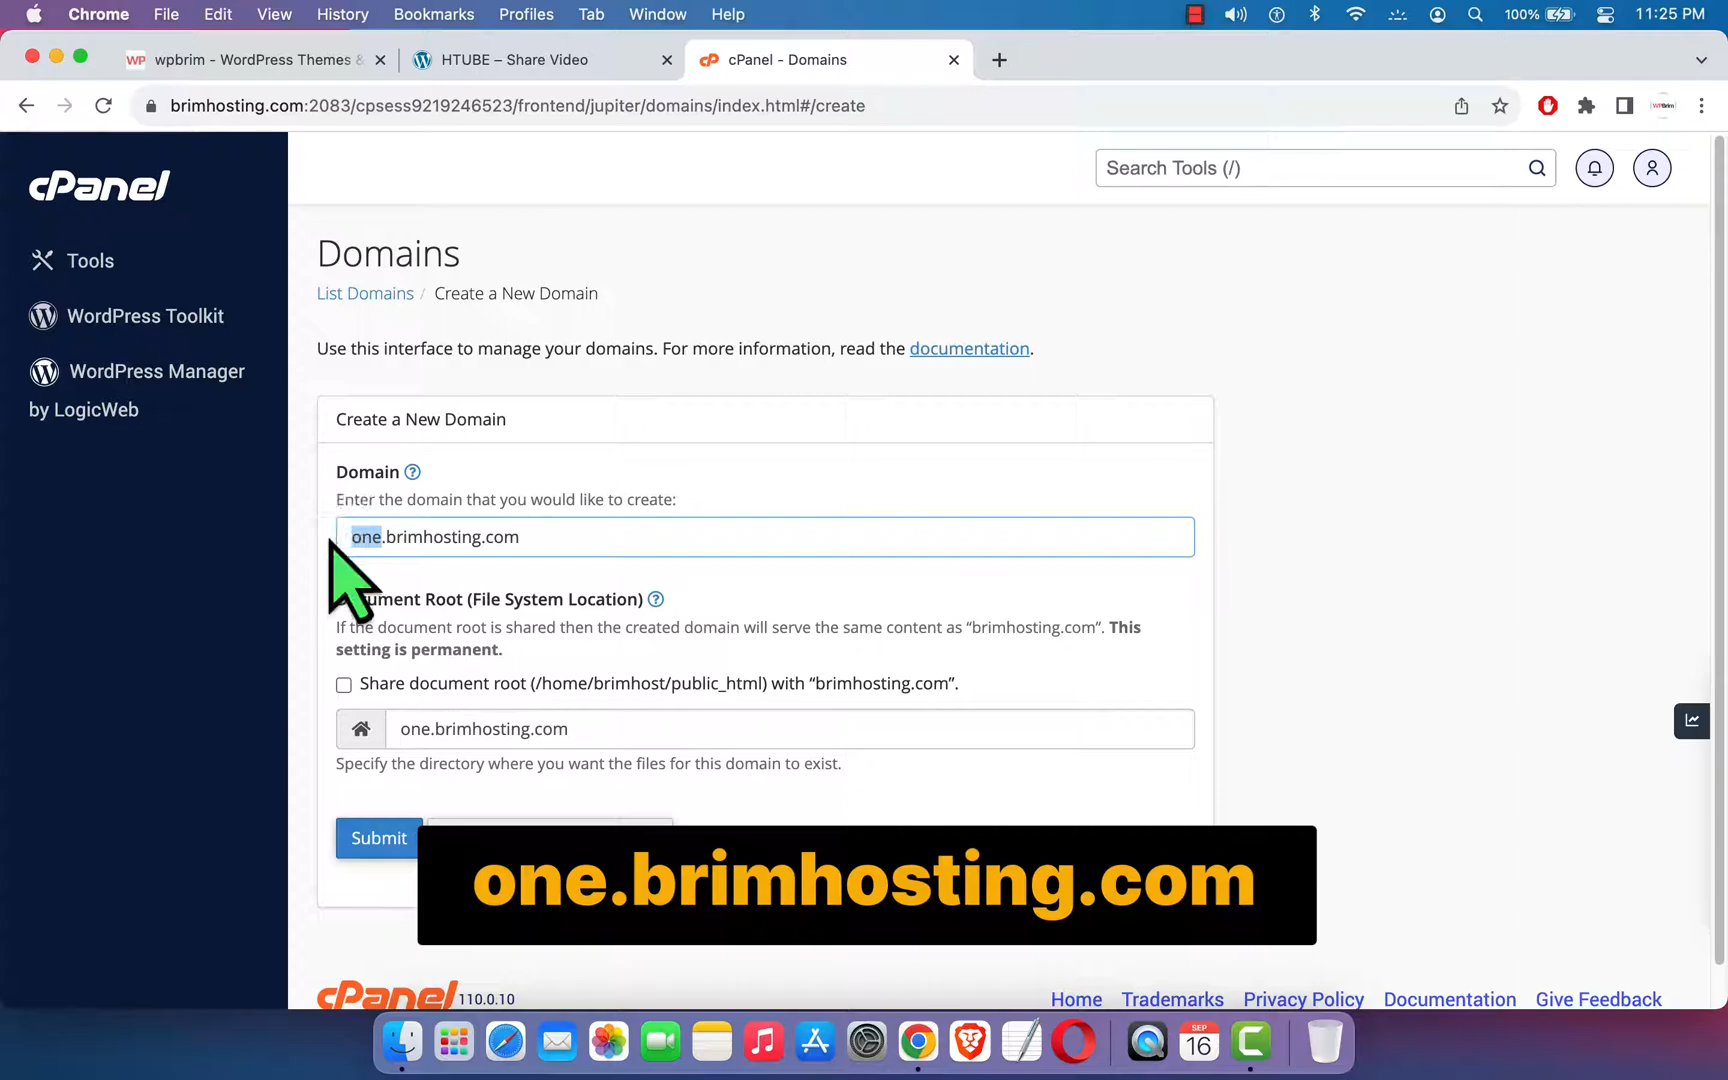 Chrome File Edit View History Bookmarks Profiles Tab Window Help 100% 11:25 PM
WP wpbrim - WordPress Themes & HTUBE – Share Video cPanel - Domains
brimhosting.com:2083/cpsess9219246523/frontend/jupiter/domains/index.html#/create
cPanel
Search Tools (/)
Tools
WordPress Toolkit
WordPress Manager
by LogicWeb
Domains
List Domains / Create a New Domain
Use this interface to manage your domains. For more information, read the documentation.
Create a New Domain
Domain
Enter the domain that you would like to create:
one.brimhosting.com
Root (File System Location)
If the document root is shared then the created domain will serve the same content as “brimhosting.com”. This
setting is permanent.
Share document root (/home/brimhost/public_html) with “brimhosting.com”.
one.brimhosting.com
Specify the directory where you want the files for this domain to exist.
Submit
one.brimhosting.com
cPanel 110.0.10 Home Trademarks Privacy Policy Documentation Give Feedback
SEP
16